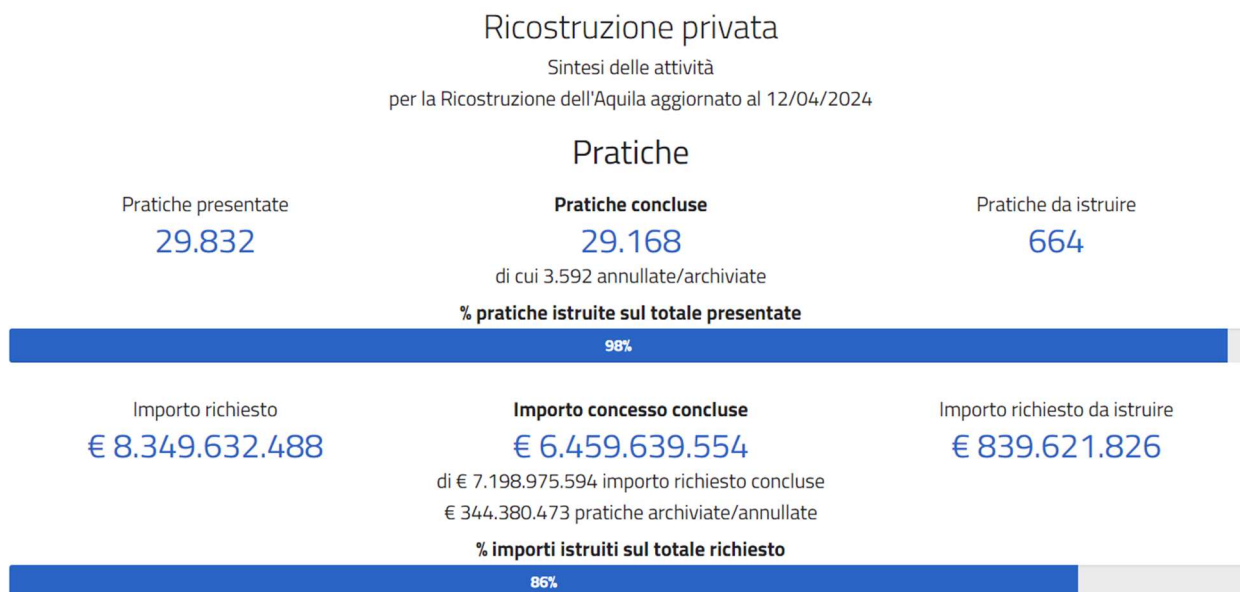 Ricostruzione privata
Sintesi delle attività
per la Ricostruzione dell'Aquila aggiornato al 12/04/2024
Pratiche
Pratiche presentate
29.832
Pratiche concluse
29.168
di cui 3.592 annullate/archiviate
Pratiche da istruire
664
% pratiche istruite sul totale presentate
98%
Importo richiesto
€ 8.349.632.488
Importo concesso concluse
€ 6.459.639.554
di € 7.198.975.594 importo richiesto concluse
€ 344.380.473 pratiche archiviate/annullate
Importo richiesto da istruire
€ 839.621.826
% importi istruiti sul totale richiesto
86%